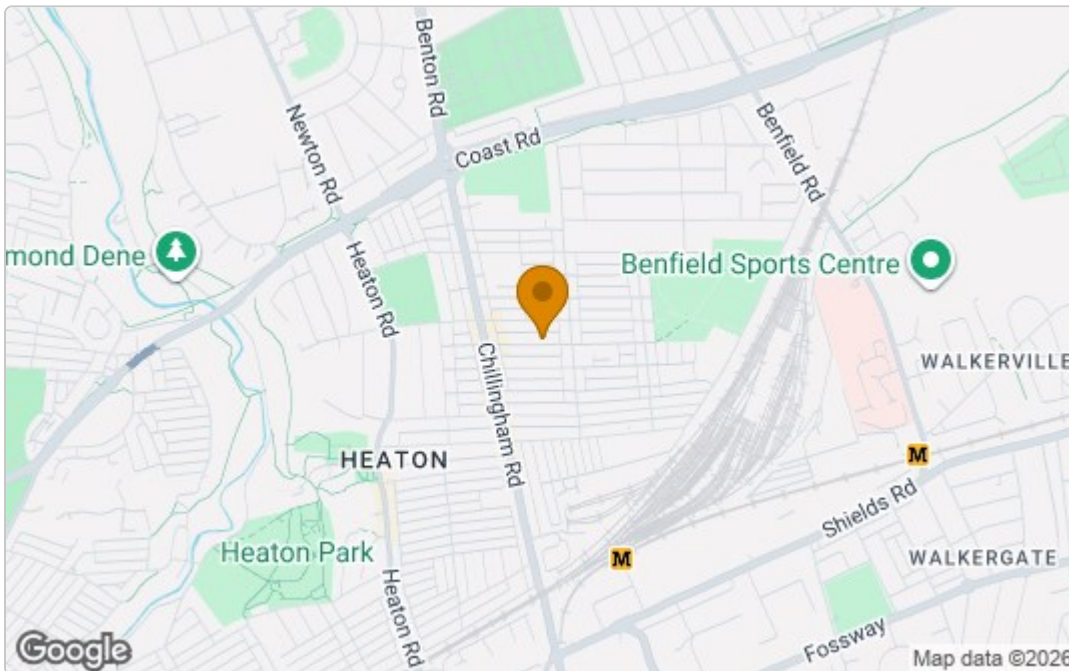 Benton Rd
Newton Rd
Coast Rd
Benfield Rd
mond Dene
Heaton Rd
Benfield Sports Centre
Chillingham Rd
WALKERVILLE
HEATON
M
Shields Rd
Heaton Park
M
WALKERGATE
Heaton Rd
Fossway
Google
Map data ©2026